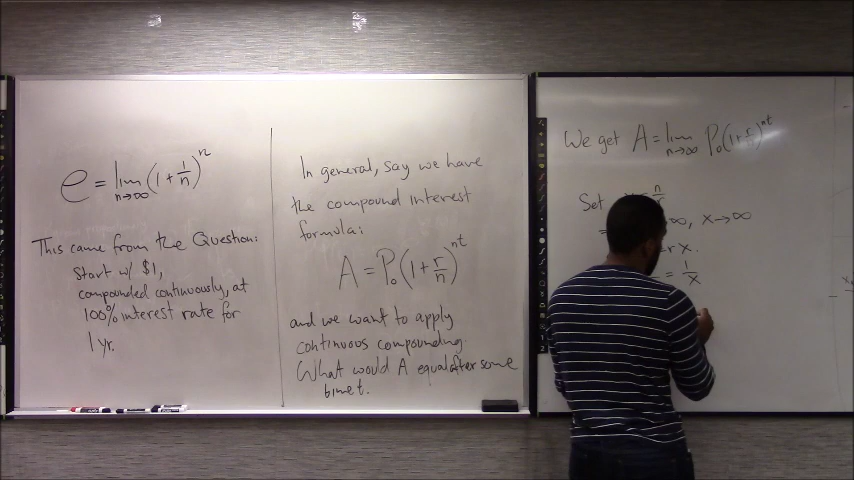 e = lim n→∞ (1 + 1/n)^n
This came from the Question:
Start w/ $1,
compounded continuously, at
100% interest rate for
1 yr.
In general, say we have
the compound interest
formula:
A = P₀(1 + r/n)^nt
and we want to apply
continuous compounding.
What would A equal after some
time t.
We get A = lim n→∞ P₀(1 + r/n)^nt
Set = n/r
∞, x→∞
= rx.
= 1/x